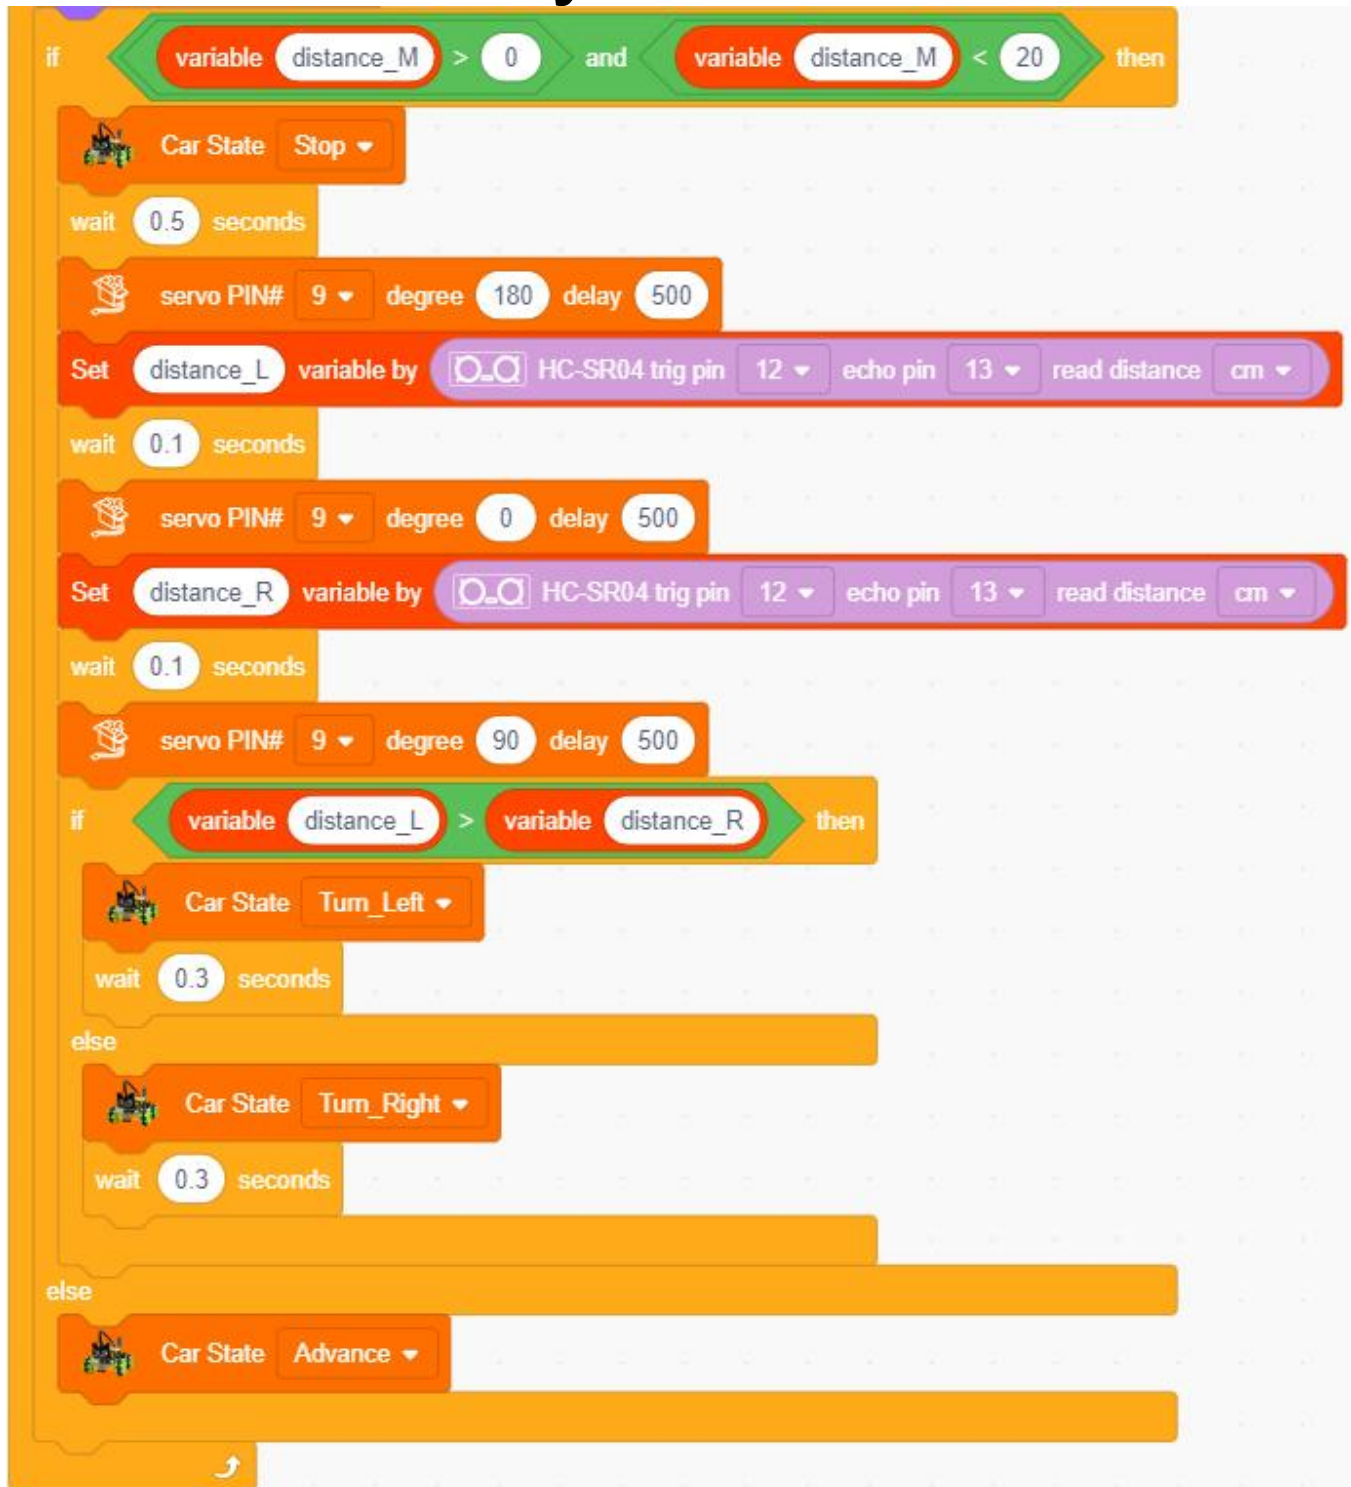 if variable distance_M > 0 and variable distance_M < 20 then
Car State Stop
wait 0.5 seconds
servo PIN# 9 degree 180 delay 500
Set distance_L variable by HC-SR04 trig pin 12 echo pin 13 read distance cm
wait 0.1 seconds
servo PIN# 9 degree 0 delay 500
Set distance_R variable by HC-SR04 trig pin 12 echo pin 13 read distance cm
wait 0.1 seconds
servo PIN# 9 degree 90 delay 500
if variable distance_L > variable distance_R then
Car State Turn_Left
wait 0.3 seconds
else
Car State Turn_Right
wait 0.3 seconds
else
Car State Advance